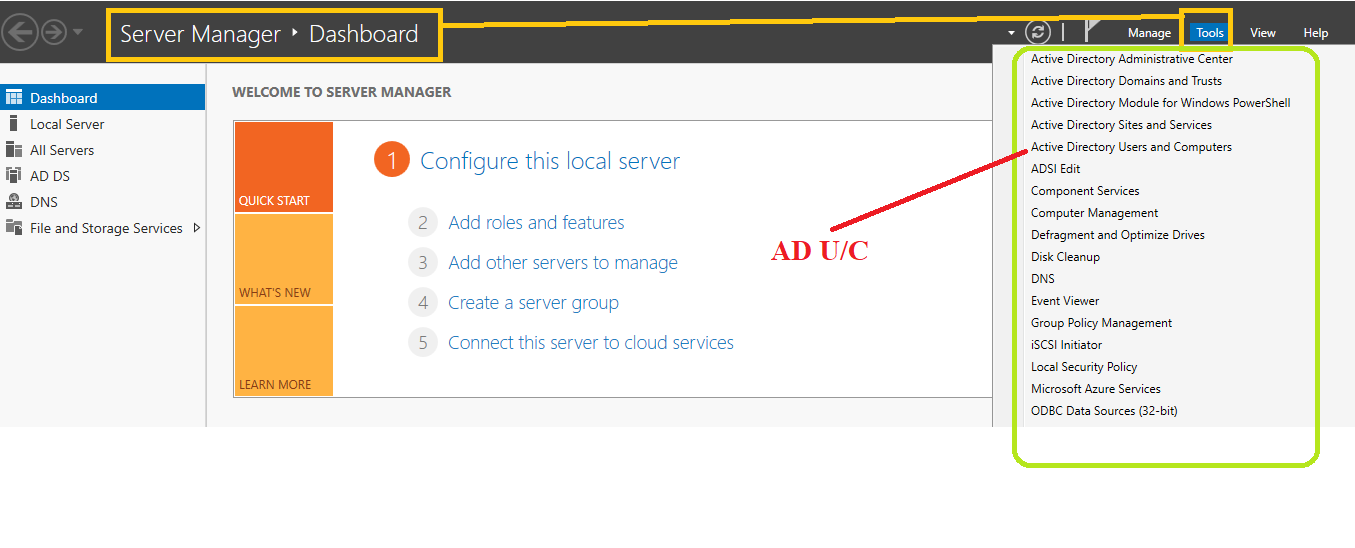 Server Manager ‣ Dashboard
Manage Tools View Help
Dashboard
Local Server
All Servers
AD DS
DNS
File and Storage Services
WELCOME TO SERVER MANAGER
QUICK START
WHAT'S NEW
LEARN MORE
1 Configure this local server
2 Add roles and features
3 Add other servers to manage
4 Create a server group
5 Connect this server to cloud services
AD U/C
Active Directory Administrative Center
Active Directory Domains and Trusts
Active Directory Module for Windows PowerShell
Active Directory Sites and Services
Active Directory Users and Computers
ADSI Edit
Component Services
Computer Management
Defragment and Optimize Drives
Disk Cleanup
DNS
Event Viewer
Group Policy Management
iSCSI Initiator
Local Security Policy
Microsoft Azure Services
ODBC Data Sources (32-bit)